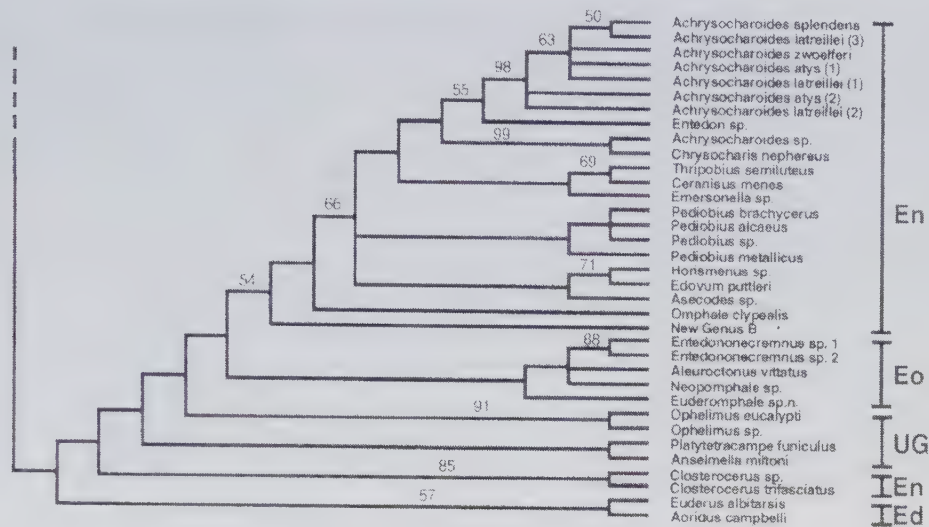 50 Achrysocharoides splendens
Achrysocharoides latreillei (3)
63 Achrysocharoides zwoelferi
Achrysocharoides atys (1)
98 Achrysocharoides latreillei (1)
Achrysocharoides atys (2)
55 Achrysocharoides latreillei (2)
Entedon sp.
99 Achrysocharoides sp.
Chrysocharis nephereus
69 Thripobius semiluteus
Ceranisus menes
Emersonella sp.
66 Pediobius brachycerus
Pediobius alcaeus
Pediobius sp.
Pediobius metallicus
71 Horismenus sp.
Edovum puttleri
54 Asecodes sp.
Omphale clypealis
New Genus B
En
88 Entedononecremnus sp. 1
Entedononecremnus sp. 2
Aleuroctonus vittatus
Neopomphale sp.
Euderomphale sp.n.
Eo
91 Ophelimus eucalypti
Ophelimus sp.
Platytetracampe funiculus
Anselmella miltoni
UG
85 Closterocerus sp.
Closterocerus trifasciatus
En
57 Euderus albitarsis
Aoridus campbelli
Ed